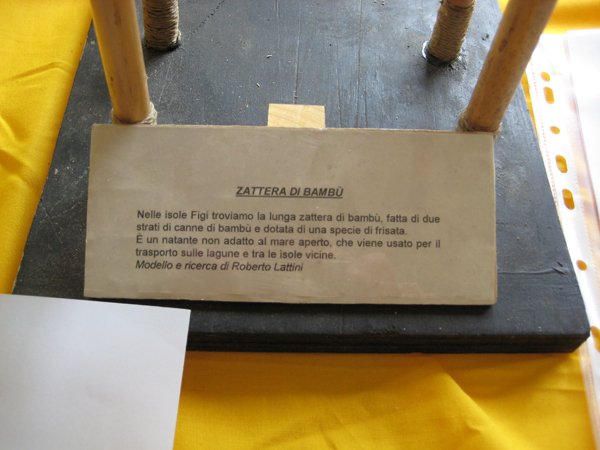 ZATTERA DI BAMBÙ
Nelle isole Figi troviamo la lunga zattera di bambù, fatta di due
strati di canne di bambù e dotata di una specie di frisata.
È un natante non adatto al mare aperto, che viene usato per il
trasporto sulle lagune e tra le isole vicine.
Modello e ricerca di Roberto Lattini